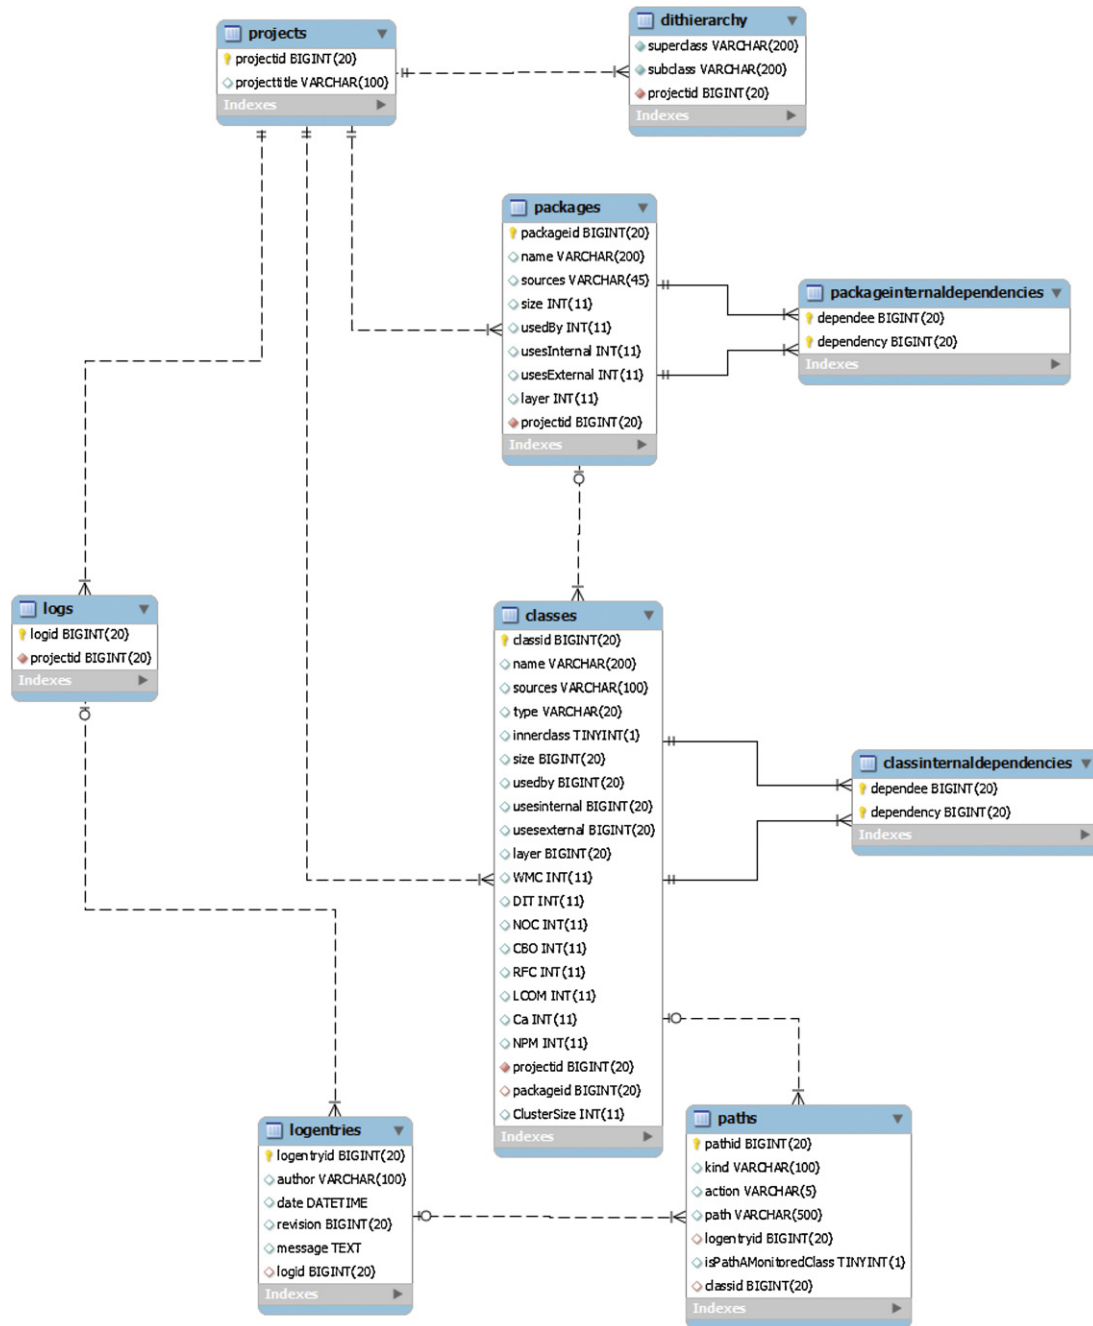 projects
projectid BIGINT(20)
projecttitle VARCHAR(100)
Indexes
dithierarchy
superclass VARCHAR(200)
subclass VARCHAR(200)
projectid BIGINT(20)
Indexes
packages
packageid BIGINT(20)
name VARCHAR(200)
sources VARCHAR(45)
size INT(11)
usedBy INT(11)
usesInternal INT(11)
usesExternal INT(11)
layer INT(11)
projectid BIGINT(20)
Indexes
packageinternaldependencies
dependee BIGINT(20)
dependency BIGINT(20)
Indexes
logs
logid BIGINT(20)
projectid BIGINT(20)
Indexes
classes
classid BIGINT(20)
name VARCHAR(200)
sources VARCHAR(100)
type VARCHAR(20)
innerclass TINYINT(1)
size BIGINT(20)
usedby BIGINT(20)
usesinternal BIGINT(20)
usesexternal BIGINT(20)
layer BIGINT(20)
WMC INT(11)
DIT INT(11)
NOC INT(11)
CBO INT(11)
RFC INT(11)
LCOM INT(11)
Ca INT(11)
NPM INT(11)
projectid BIGINT(20)
packageid BIGINT(20)
ClusterSize INT(11)
Indexes
classinternaldependencies
dependee BIGINT(20)
dependency BIGINT(20)
Indexes
logentries
logentryid BIGINT(20)
author VARCHAR(100)
date DATETIME
revision BIGINT(20)
message TEXT
logid BIGINT(20)
Indexes
paths
pathid BIGINT(20)
kind VARCHAR(100)
action VARCHAR(5)
path VARCHAR(500)
logentryid BIGINT(20)
isPathAMonitoredClass TINYINT(1)
classid BIGINT(20)
Indexes